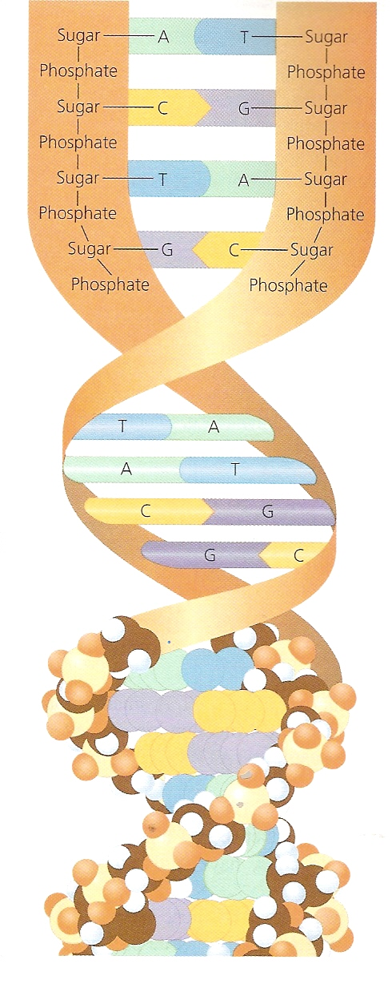 Sugar A T Sugar
Phosphate Phosphate
Sugar C G Sugar
Phosphate Phosphate
Sugar T A Sugar
Phosphate Phosphate
Sugar G C Sugar
Phosphate Phosphate
T A
A T
C G
G C